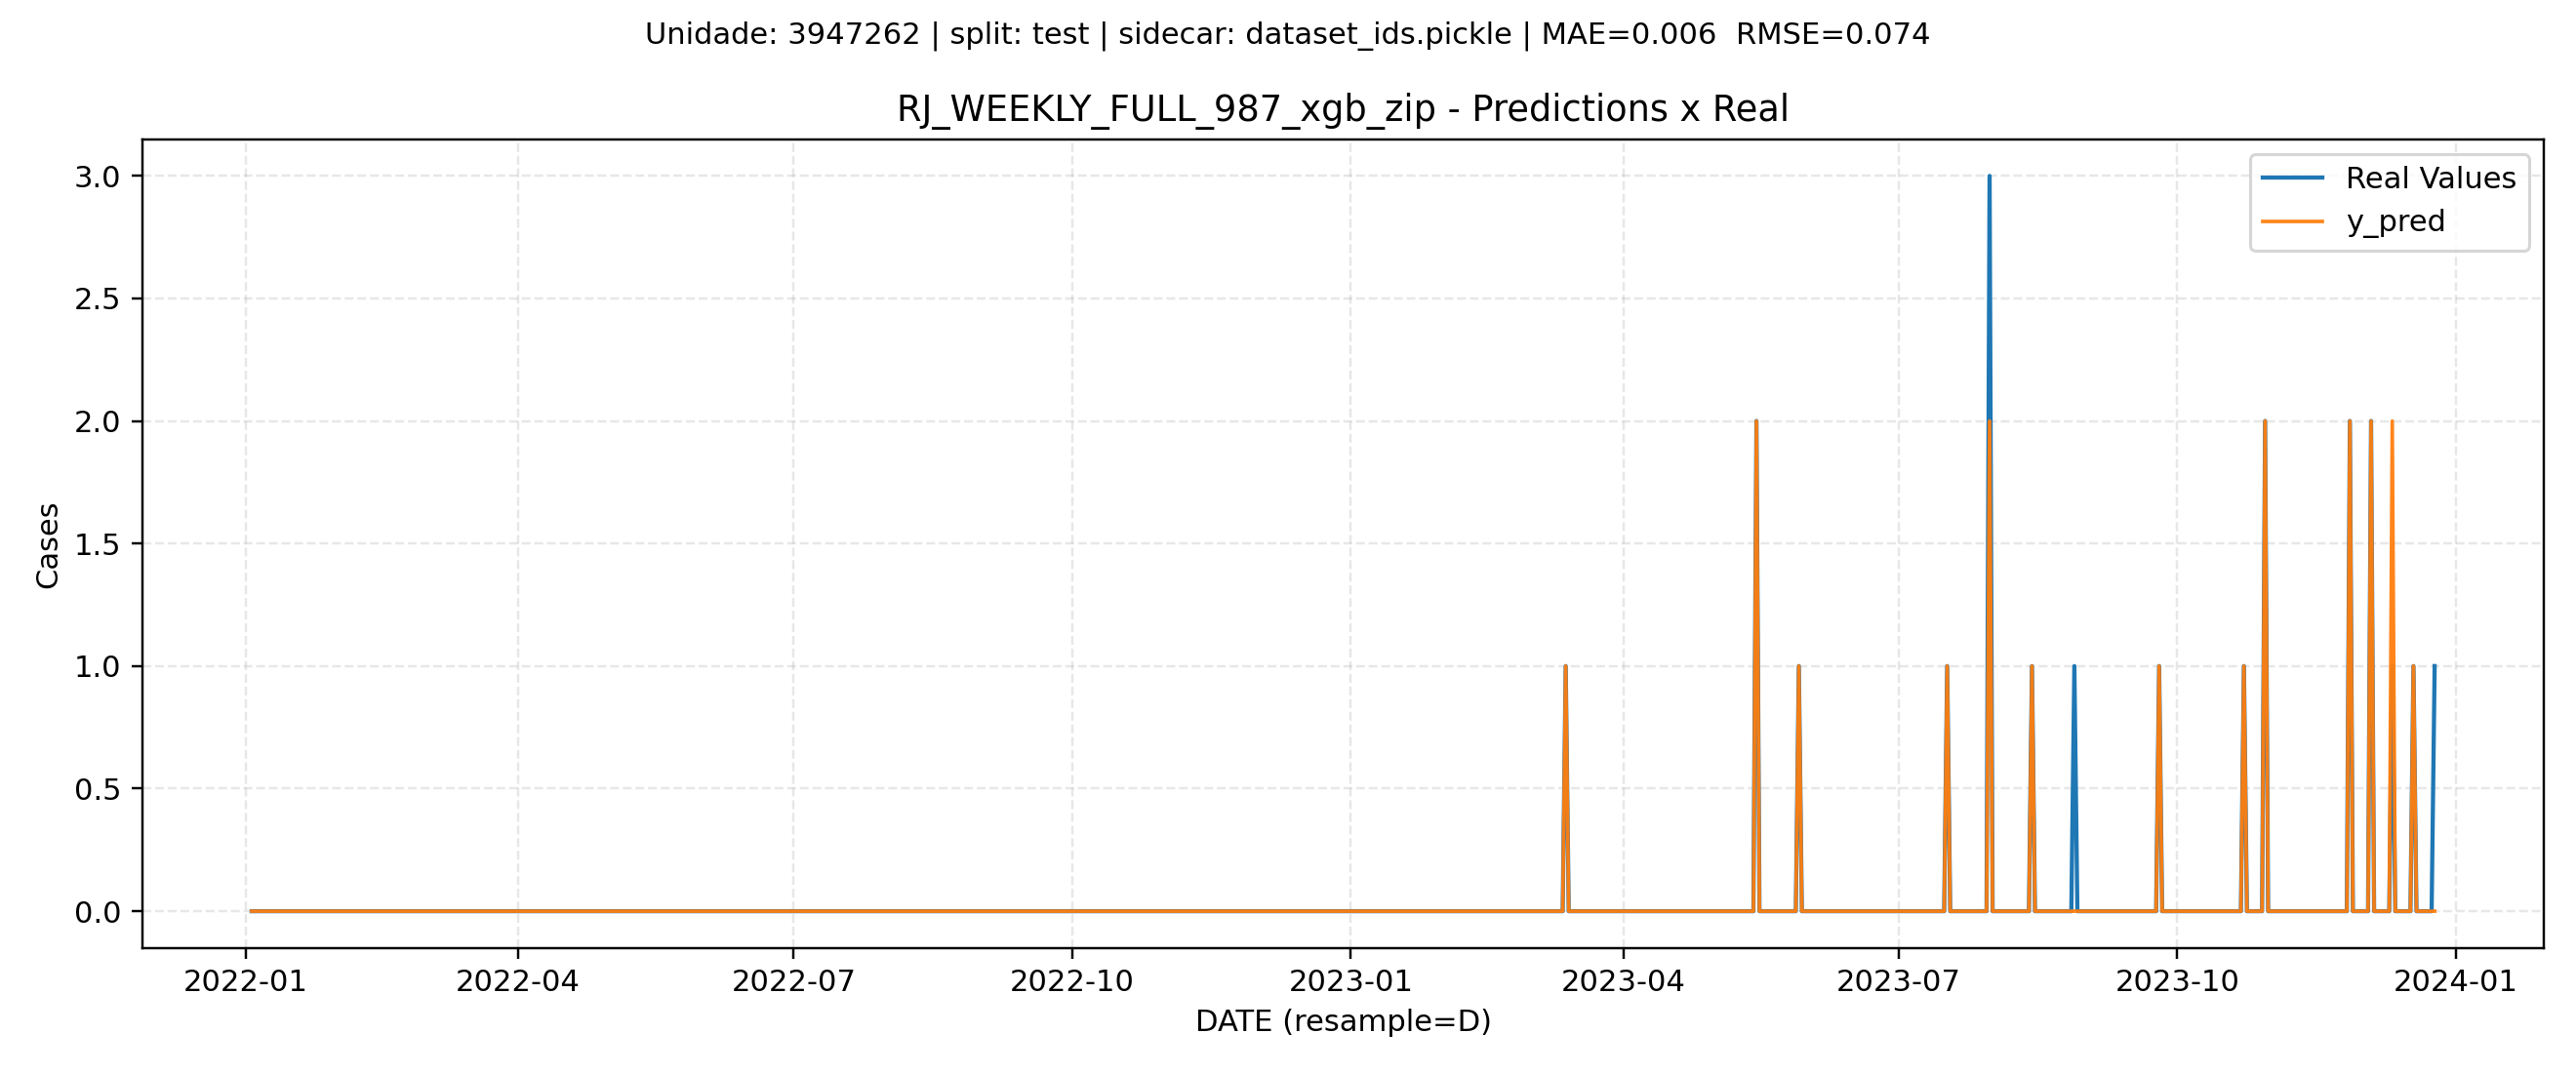 Unidade: 3947262 | split: test | sidecar: dataset_ids.pickle | MAE=0.006  RMSE=0.074
RJ_WEEKLY_FULL_987_xgb_zip - Predictions x Real
Real Values
y_pred
3.0
2.5
2.0
1.5
1.0
0.5
0.0
Cases
2022-01 2022-04 2022-07 2022-10 2023-01 2023-04 2023-07 2023-10 2024-01
DATE (resample=D)